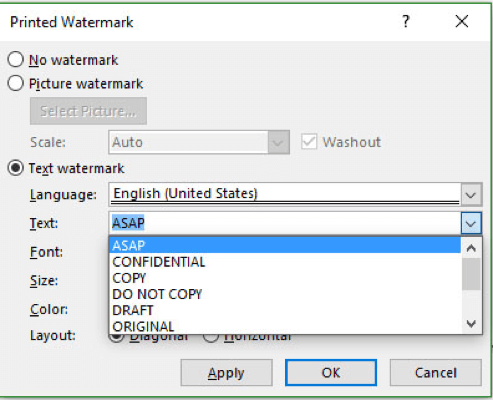 Printed Watermark ? X
No watermark
Picture watermark
Select Picture...
Scale: Auto Washout
Text watermark
Language: English (United States)
Text: ASAP
ASAP
Font: CONFIDENTIAL
Size: COPY
DO NOT COPY
Color: DRAFT
ORIGINAL
Layout: Diagonal Horizontal
Apply OK Cancel